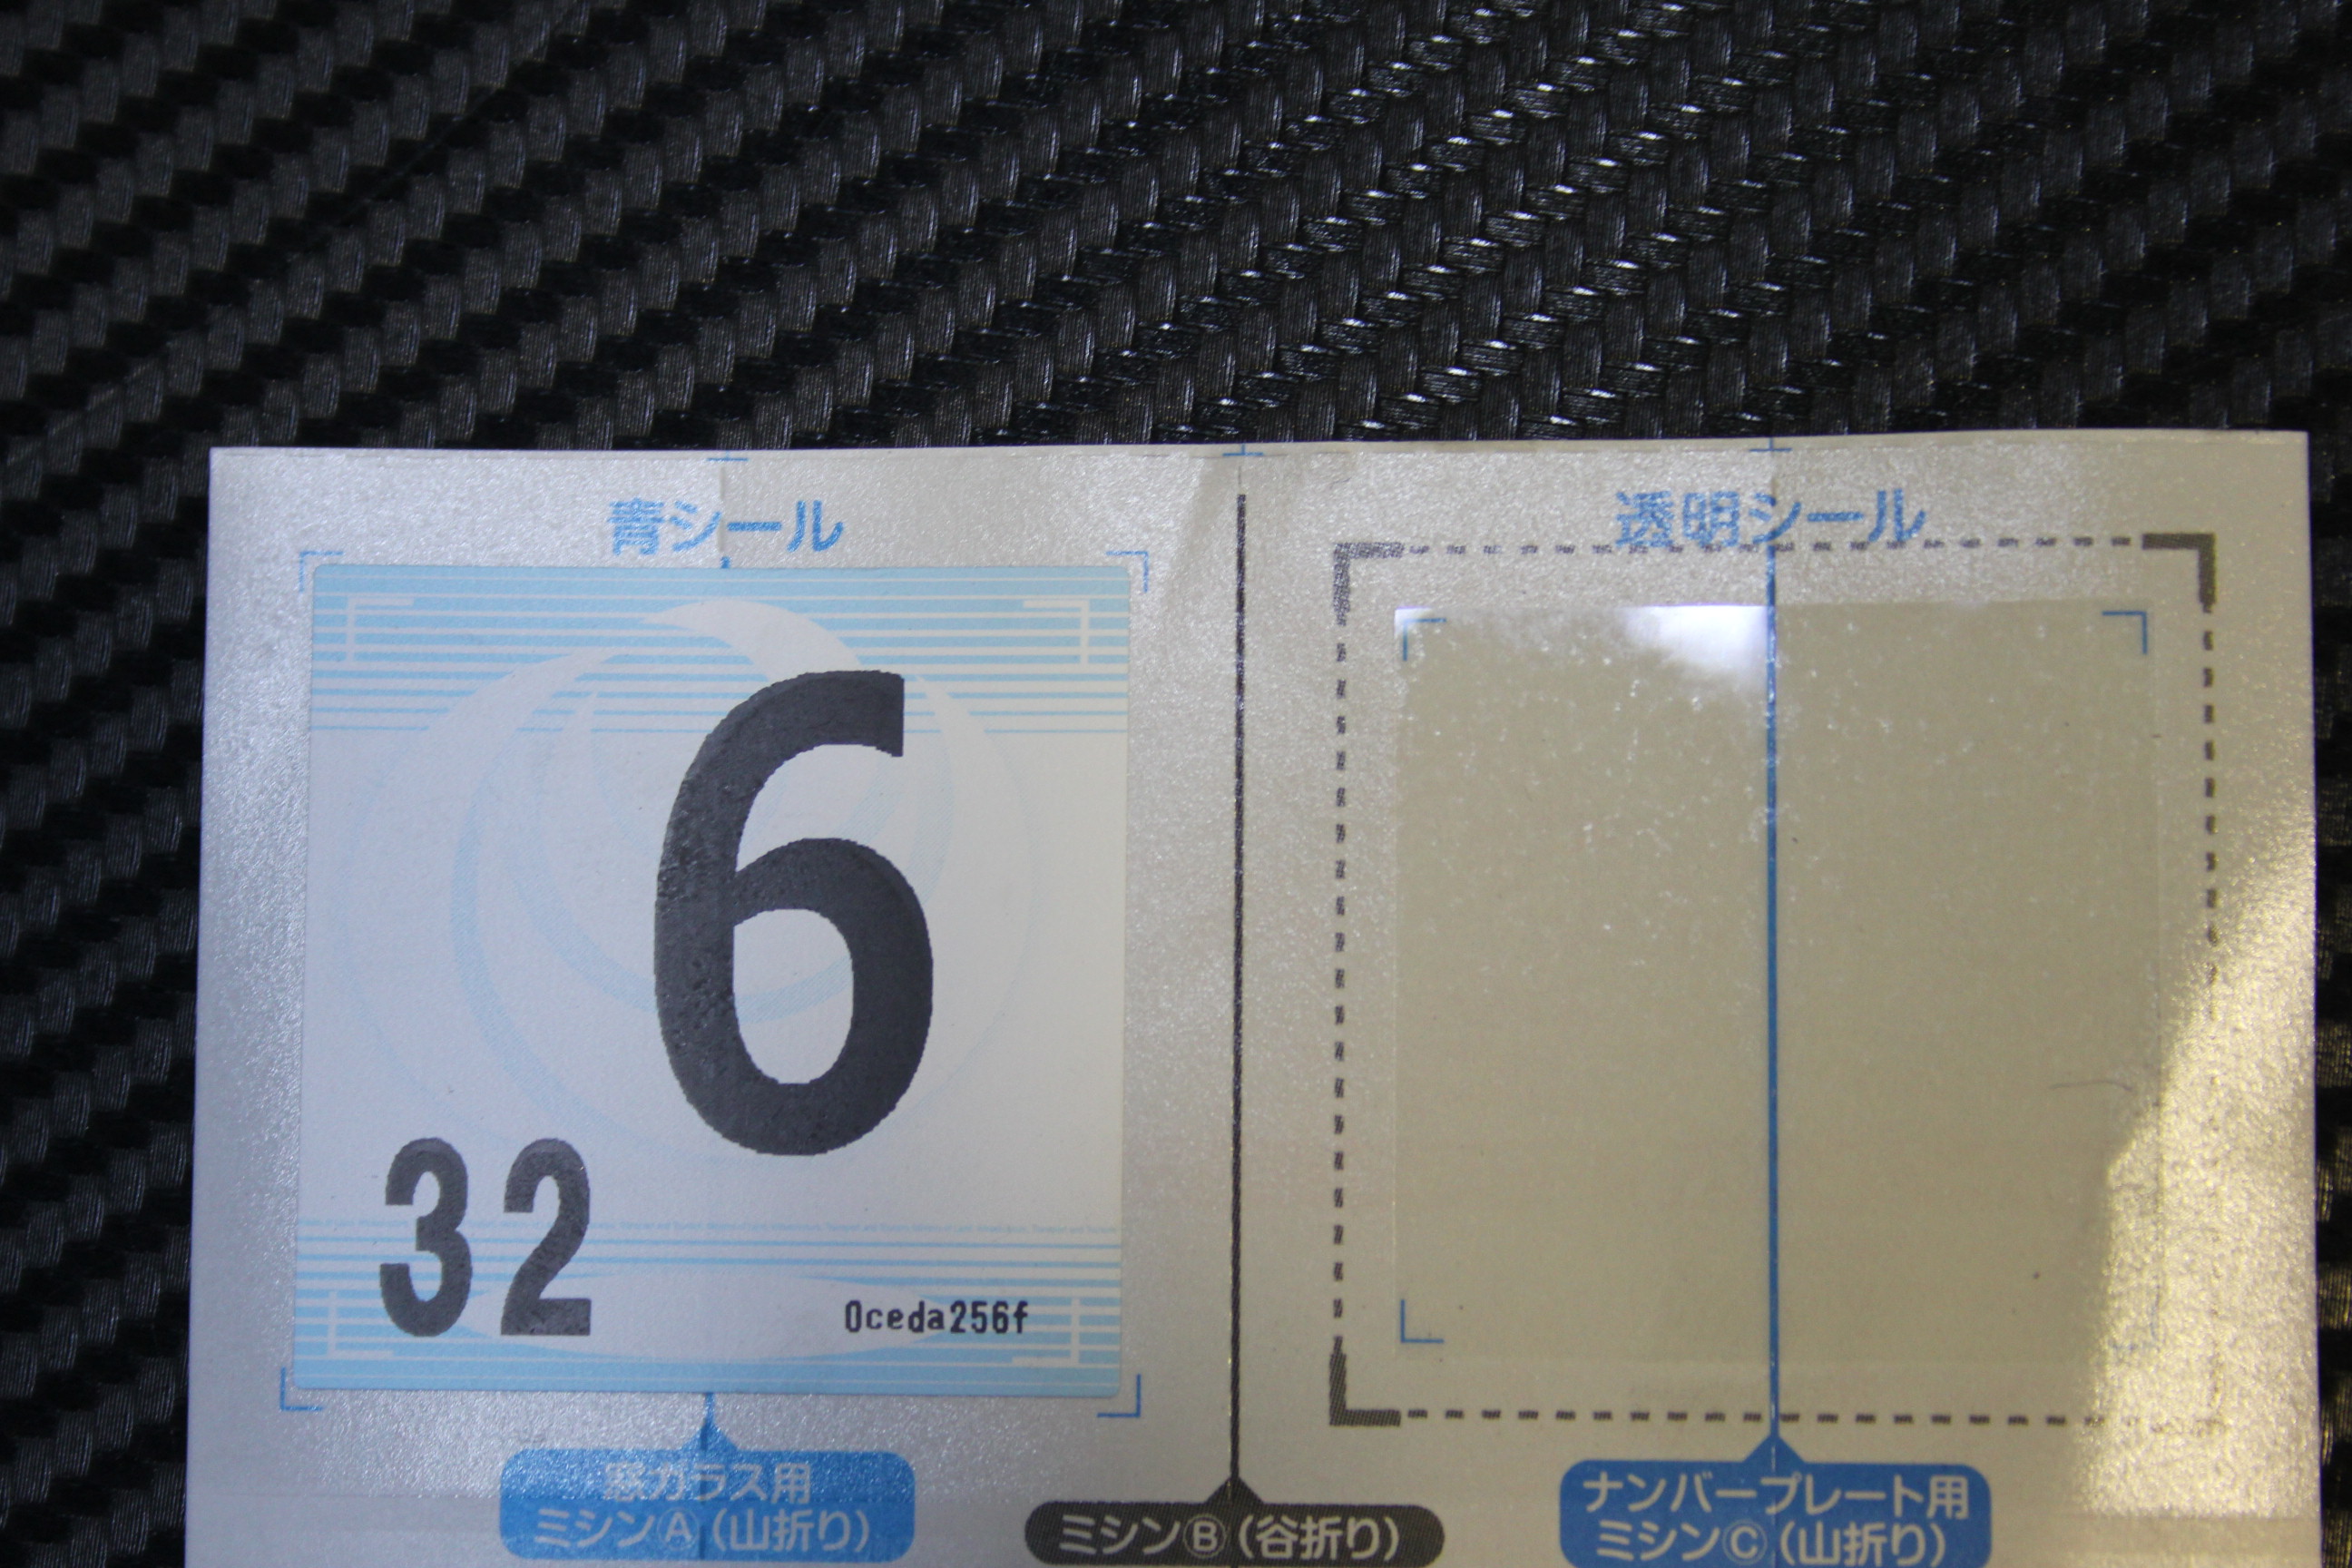 青シール
透明シール
6
32
0ceda256f
窓ガラス用
ミシンⒶ(山折り)
ミシンⒷ(谷折り)
ナンバープレート用
ミシンⒸ(山折り)